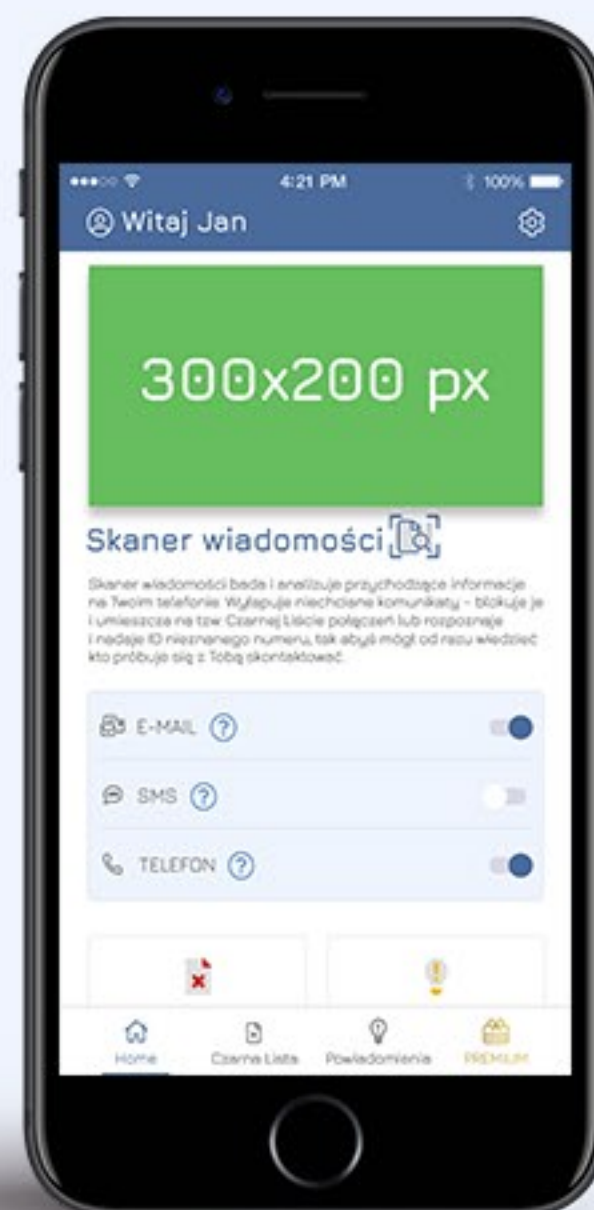 4:21 PM
100%
Witaj Jan
300x200 px
Skaner wiadomości
Skaner wiadomości bada i analizuje przychodzące informacje
na Twoim telefonie. Wyłapuje niechciane komunikaty - blokuje je
i umieszcza na tzw. Czarnej Liście połączeń lub rozpoznaje
i nadaje ID nieznanego numeru, tak abyś mógł od razu wiedzieć
kto próbuje się z Tobą skontaktować.
E-MAIL ?
SMS ?
TELEFON ?
Home
Czarna Lista
Powiadomienia
PREMIUM